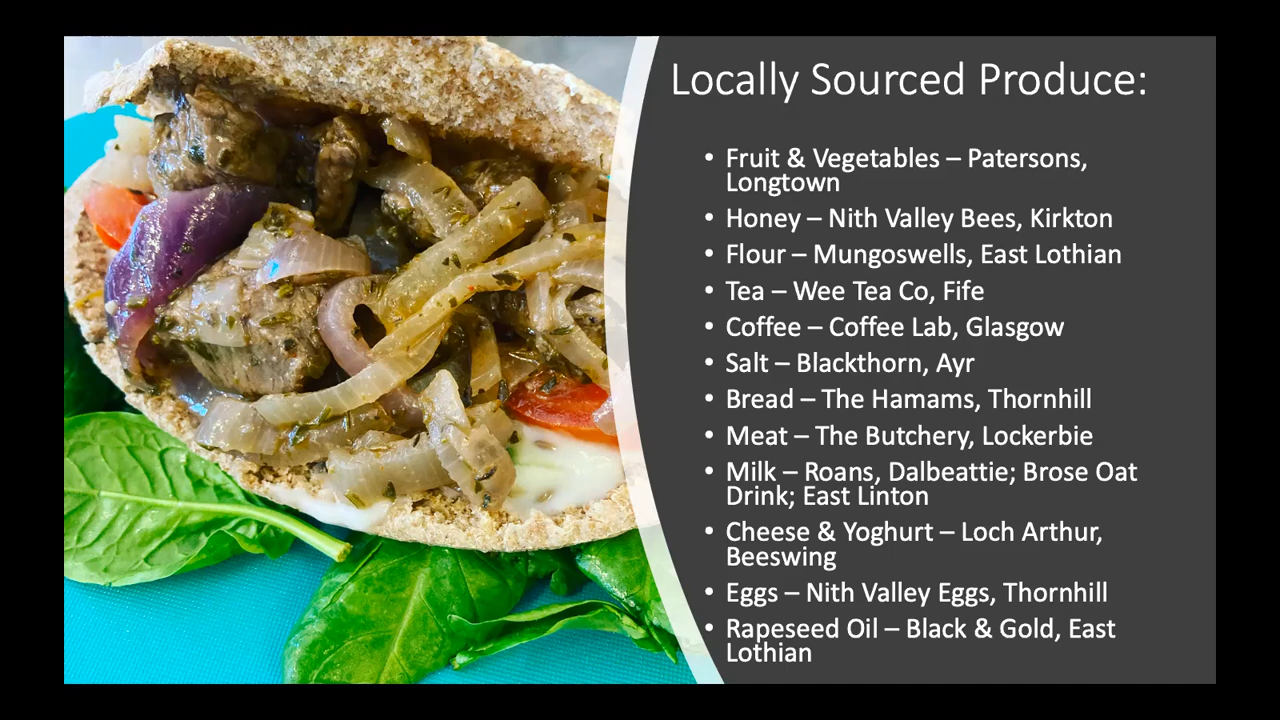 Locally Sourced Produce:
• Fruit & Vegetables – Patersons,
Longtown
• Honey – Nith Valley Bees, Kirkton
• Flour – Mungoswells, East Lothian
• Tea – Wee Tea Co, Fife
• Coffee – Coffee Lab, Glasgow
• Salt – Blackthorn, Ayr
• Bread – The Hamams, Thornhill
• Meat – The Butchery, Lockerbie
• Milk – Roans, Dalbeattie; Brose Oat
Drink; East Linton
• Cheese & Yoghurt – Loch Arthur,
Beeswing
• Eggs – Nith Valley Eggs, Thornhill
• Rapeseed Oil – Black & Gold, East
Lothian